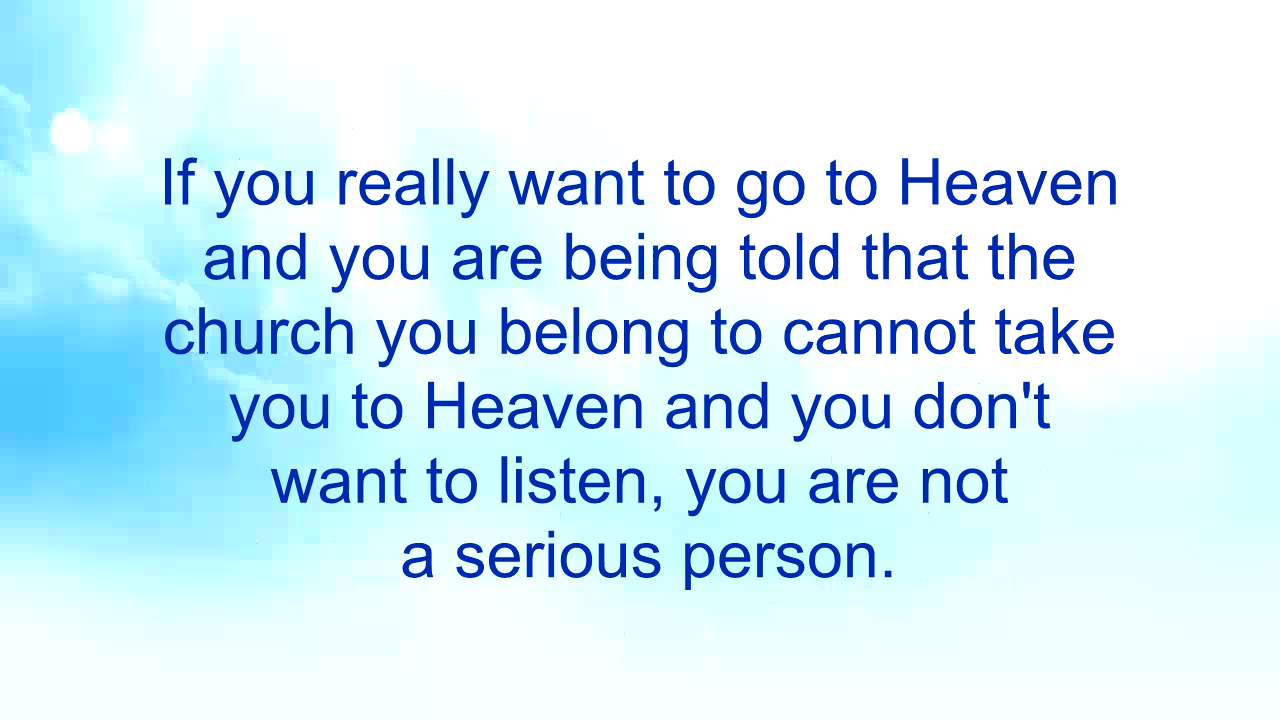 If you really want to go to Heaven
and you are being told that the
church you belong to cannot take
you to Heaven and you don't
want to listen, you are not
a serious person.